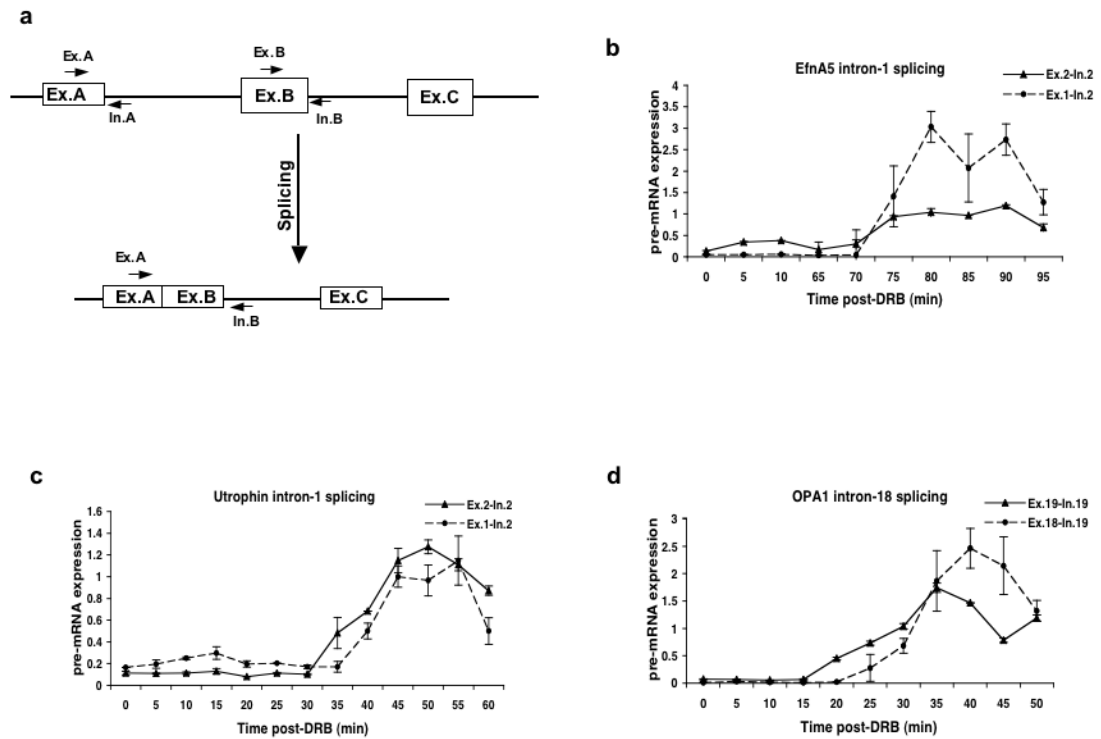 a
Ex.A
Ex.B
Ex.A
Ex.B
Ex.C
In.A
In.B
Splicing
Ex.A
Ex.A
Ex.B
Ex.C
In.B
b
EfnA5 intron-1 splicing
Ex.2-In.2
Ex.1-In.2
pre-mRNA expression
4
3.5
3
2.5
2
1.5
1
0.5
0
0 5 10 65 70 75 80 85 90 95
Time post-DRB (min)
c
Utrophin intron-1 splicing
Ex.2-In.2
Ex.1-In.2
pre-mRNA expression
1.6
1.4
1.2
1
0.8
0.6
0.4
0.2
0
0 5 10 15 20 25 30 35 40 45 50 55 60
Time post-DRB (min)
d
OPA1 intron-18 splicing
Ex.19-In.19
Ex.18-In.19
pre-mRNA expression
3
2.5
2
1.5
1
0.5
0
0 5 10 15 20 25 30 35 40 45 50
Time post-DRB (min)